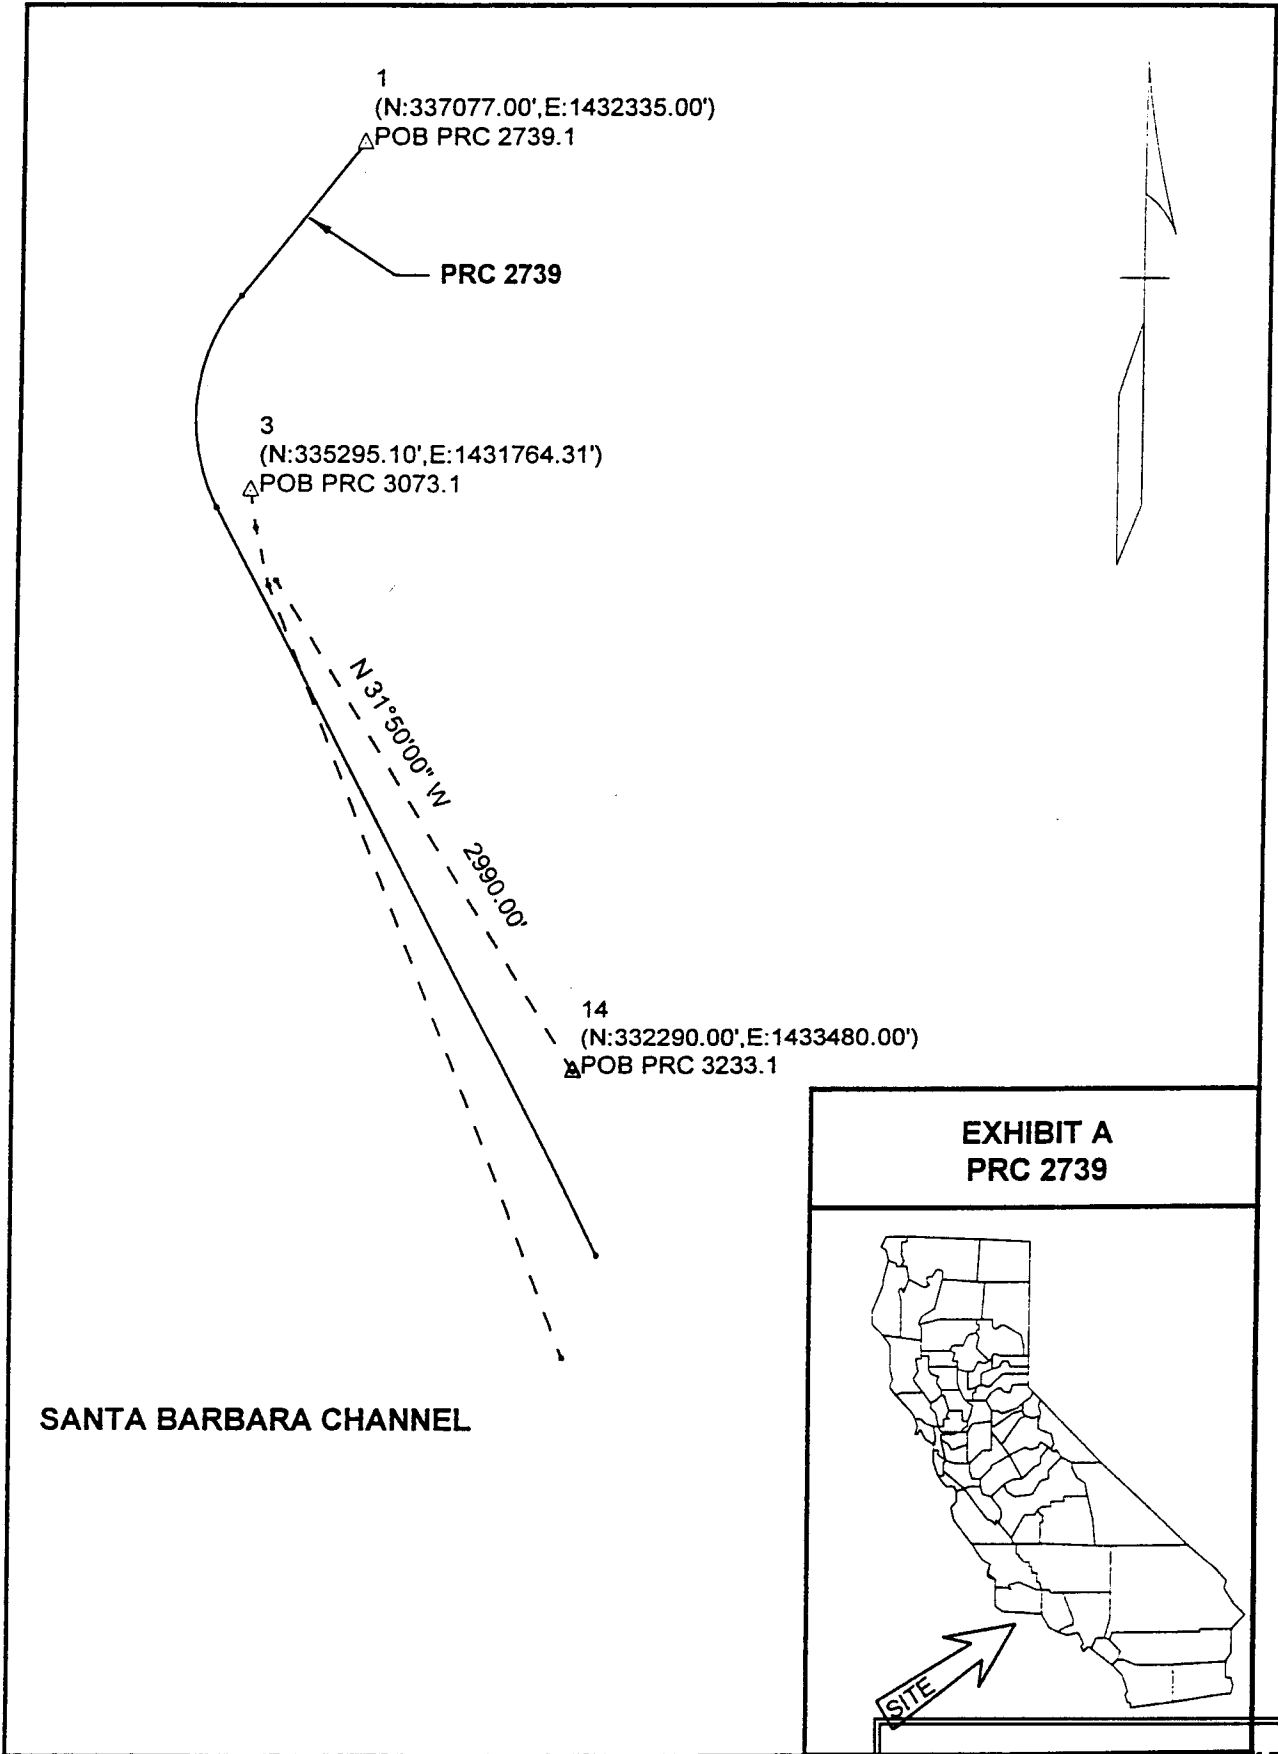 1
(N:337077.00',E:1432335.00')
POB PRC 2739.1
PRC 2739
3
(N:335295.10',E:1431764.31')
POB PRC 3073.1
N 31°50'00" W 2990.00'
14
(N:332290.00',E:1433480.00')
POB PRC 3233.1
EXHIBIT A
PRC 2739
SANTA BARBARA CHANNEL
SITE